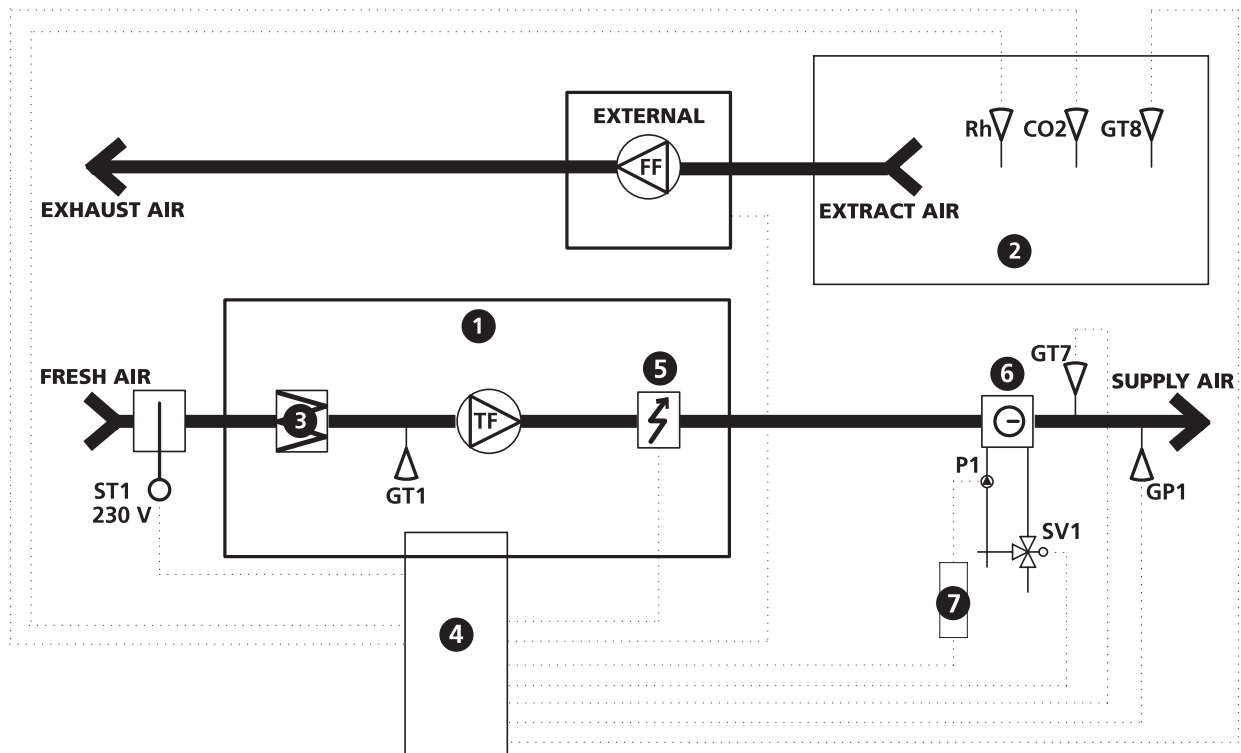 EXTERNAL
Rh
CO2
GT8
FF
EXHAUST AIR
EXTRACT AIR
2
1
FRESH AIR
5
6
GT7
SUPPLY AIR
3
TF
ST1
230 V
GT1
P1
GP1
SV1
7
4